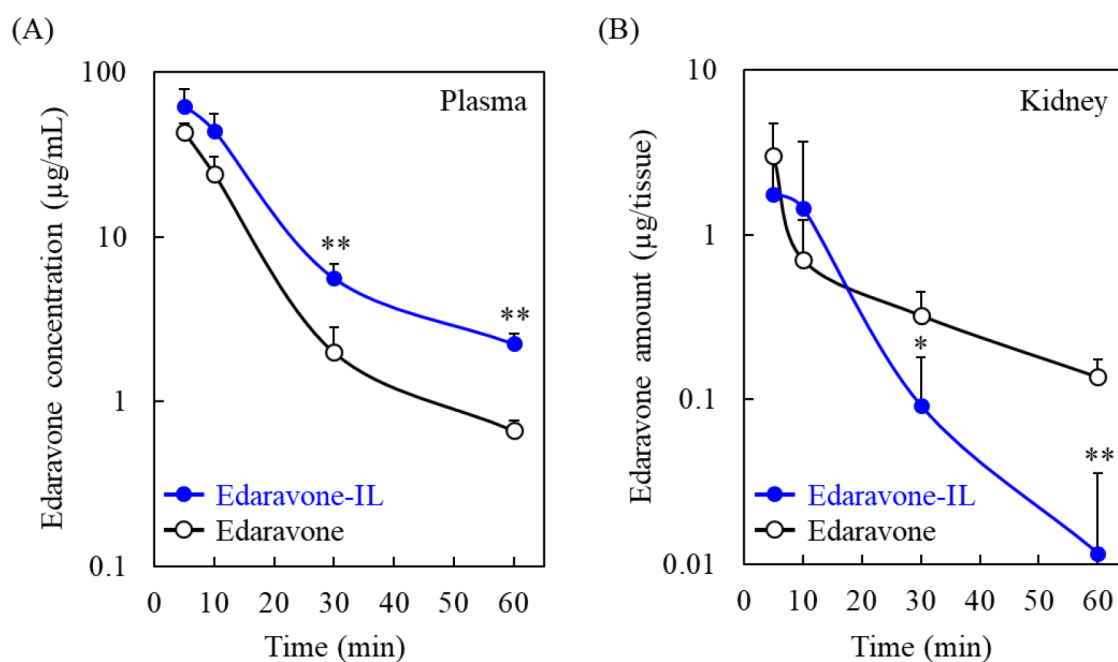 (A)
Edaravone concentration (µg/mL)
100
10
1
0.1
Plasma
**
**
Edaravone-IL
Edaravone
0 10 20 30 40 50 60
Time (min)
(B)
Edaravone amount (µg/tissue)
10
1
0.1
0.01
Kidney
*
**
Edaravone-IL
Edaravone
0 10 20 30 40 50 60
Time (min)